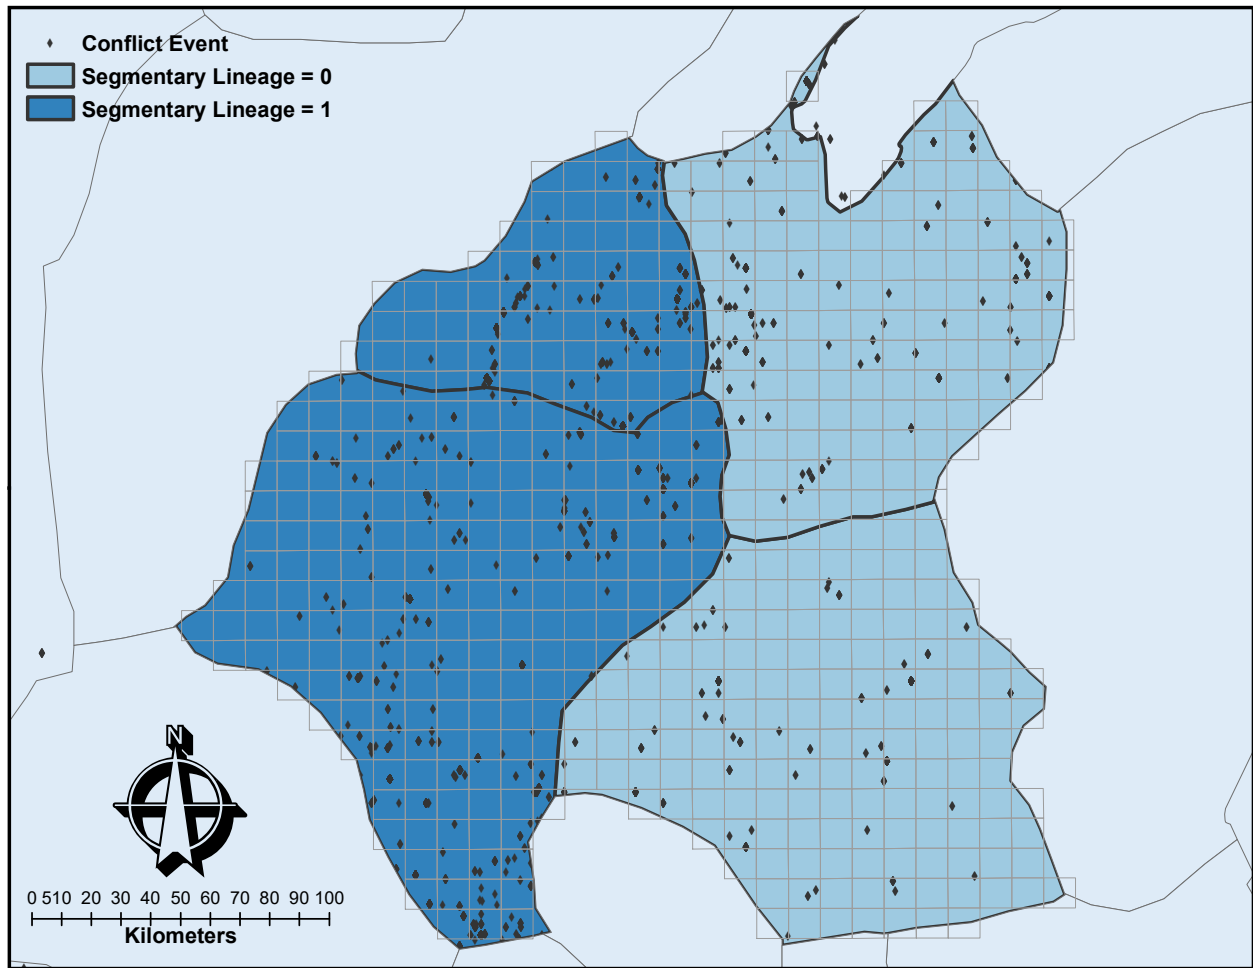 Conflict Event
Segmentary Lineage = 0
Segmentary Lineage = 1
N
0 510 20 30 40 50 60 70 80 90 100
Kilometers